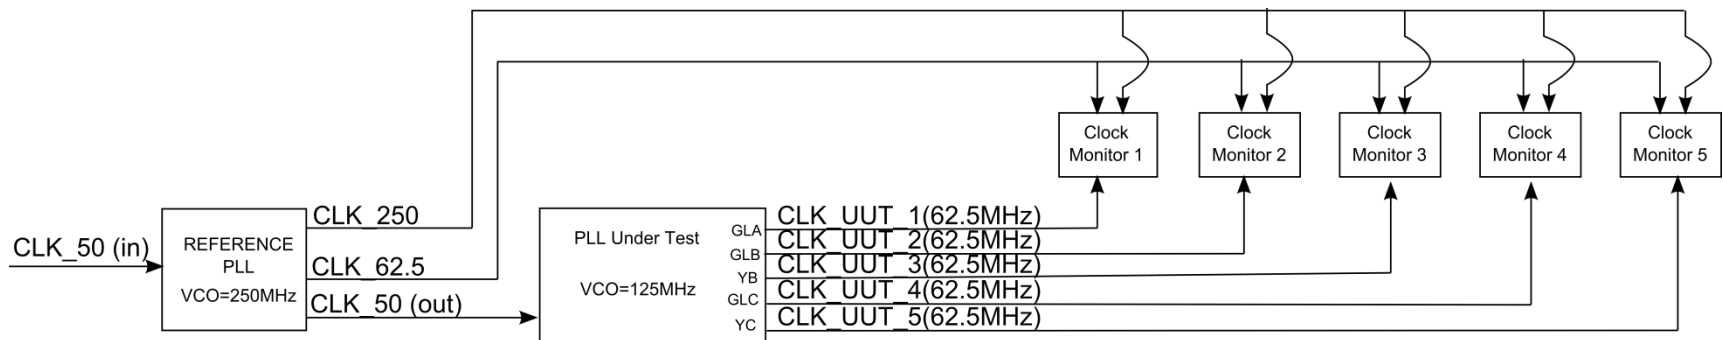 Clock
Monitor 1
Clock
Monitor 2
Clock
Monitor 3
Clock
Monitor 4
Clock
Monitor 5
CLK_50 (in)
REFERENCE
PLL
VCO=250MHz
CLK_250
CLK_62.5
CLK_50 (out)
PLL Under Test
VCO=125MHz
GLA
CLK_UUT_1(62.5MHz)
GLB
CLK_UUT_2(62.5MHz)
YB
CLK_UUT_3(62.5MHz)
GLC
CLK_UUT_4(62.5MHz)
YC
CLK_UUT_5(62.5MHz)